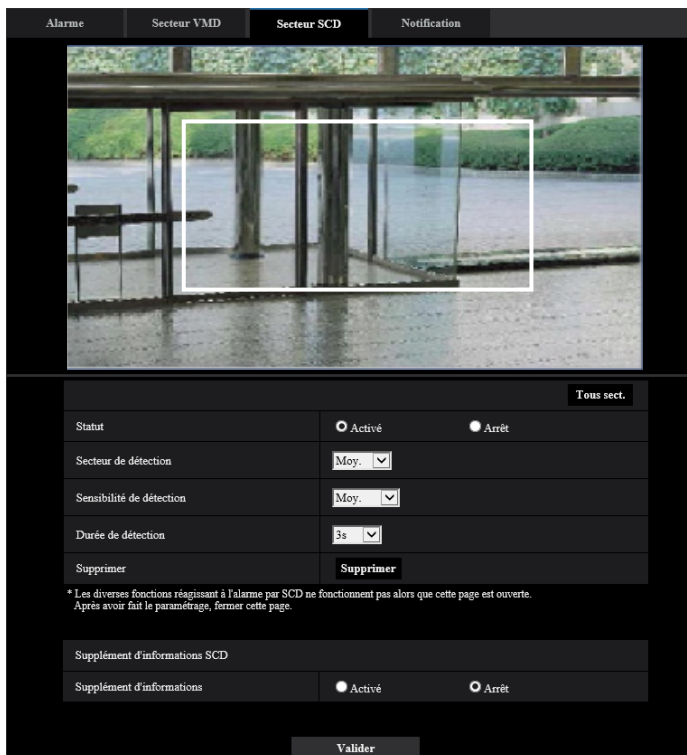 Alarme Secteur VMD Secteur SCD Notification
Tous sect.
Statut Activé Arrêt
Secteur de détection Moy.
Sensibilité de détection Moy.
Durée de détection 3s
Supprimer Supprimer
* Les diverses fonctions réagissant à l'alarme par SCD ne fonctionnent pas alors que cette page est ouverte.
Après avoir fait le paramétrage, fermer cette page.
Supplément d'informations SCD
Supplément d'informations Activé Arrêt
Valider